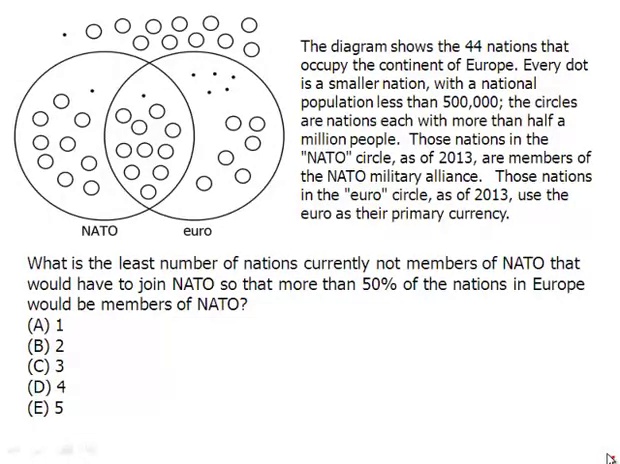 The diagram shows the 44 nations that
occupy the continent of Europe. Every dot
is a smaller nation, with a national
population less than 500,000; the circles
are nations each with more than half a
million people. Those nations in the
"NATO" circle, as of 2013, are members of
the NATO military alliance. Those nations
in the "euro" circle, as of 2013, use the
euro as their primary currency.
NATO euro
What is the least number of nations currently not members of NATO that
would have to join NATO so that more than 50% of the nations in Europe
would be members of NATO?
(A) 1
(B) 2
(C) 3
(D) 4
(E) 5